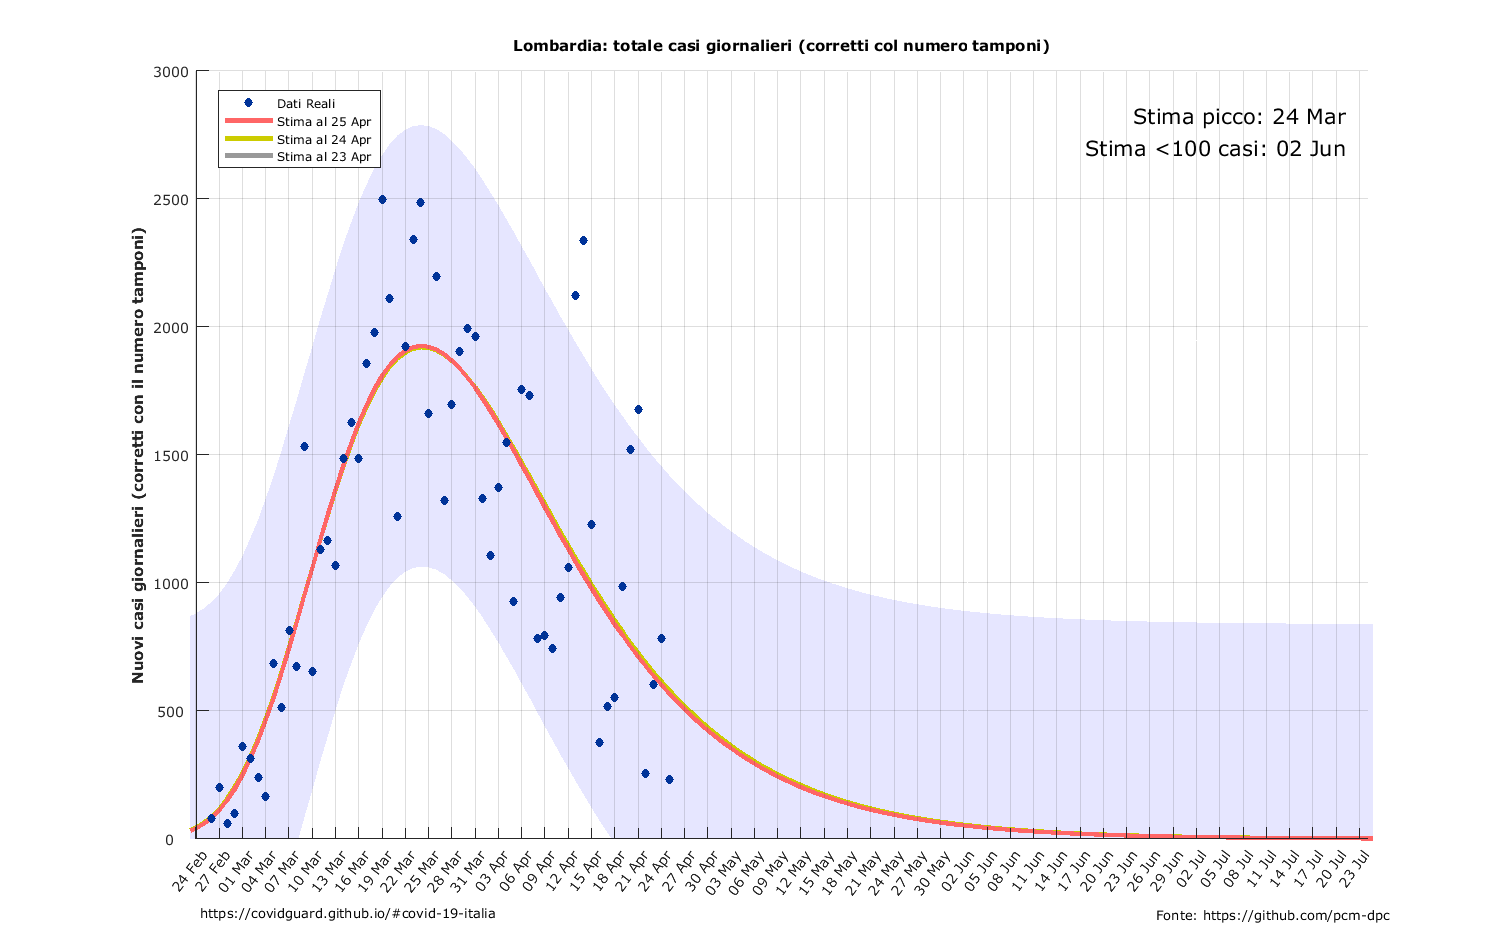 Lombardia: totale casi giornalieri (corretti col numero tamponi)
Nuovi casi giornalieri (corretti con il numero tamponi)
3000
2500
2000
1500
1000
500
0
Dati Reali
Stima al 25 Apr
Stima al 24 Apr
Stima al 23 Apr
Stima picco: 24 Mar
Stima <100 casi: 02 Jun
24 Feb
27 Feb
01 Mar
04 Mar
07 Mar
10 Mar
13 Mar
16 Mar
19 Mar
22 Mar
25 Mar
28 Mar
31 Mar
03 Apr
06 Apr
09 Apr
12 Apr
15 Apr
18 Apr
21 Apr
24 Apr
27 Apr
30 Apr
03 May
06 May
09 May
12 May
15 May
18 May
21 May
24 May
27 May
30 May
02 Jun
05 Jun
08 Jun
11 Jun
14 Jun
17 Jun
20 Jun
23 Jun
26 Jun
29 Jun
02 Jul
05 Jul
08 Jul
11 Jul
14 Jul
17 Jul
20 Jul
23 Jul
https://covidguard.github.io/#covid-19-italia
Fonte: https://github.com/pcm-dpc